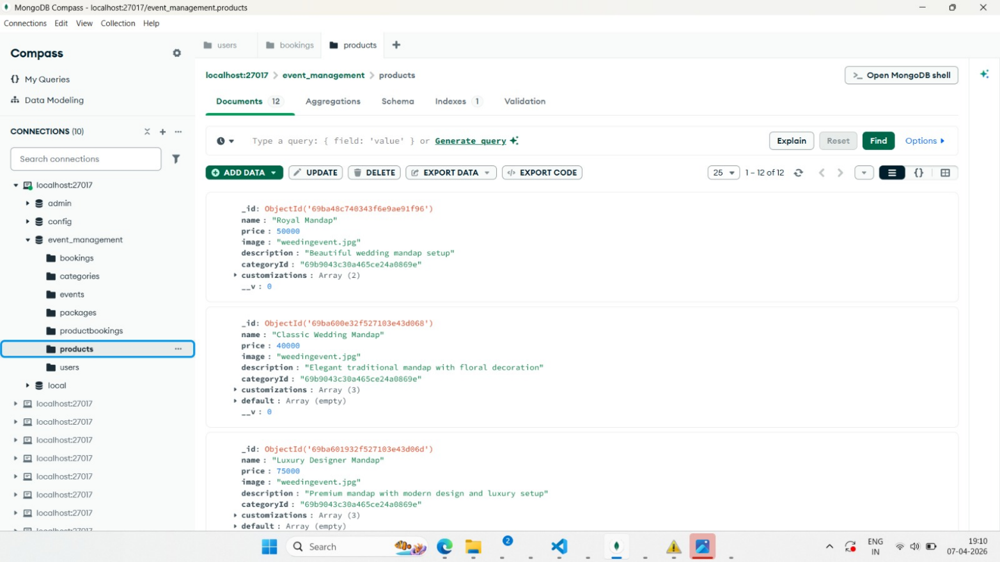 MongoDB Compass - localhost:27017/event_management.products
Connections Edit View Collection Help
Compass
My Queries
Data Modeling
CONNECTIONS (10)
Search connections
localhost:27017
admin
config
event_management
bookings
categories
events
packages
productbookings
products
users
local
localhost:27017
localhost:27017
localhost:27017
localhost:27017
localhost:27017
localhost:27017
localhost:27017
localhost:27017
users bookings products
localhost:27017 > event_management > products
>_ Open MongoDB shell
Documents 12 Aggregations Schema Indexes 1 Validation
Type a query: { field: 'value' } or Generate query
Explain Reset Find Options
ADD DATA UPDATE DELETE EXPORT DATA EXPORT CODE
25 1 – 12 of 12
_id: ObjectId('69ba48c740343f6e9ae91f96')
name : "Royal Mandap"
price : 50000
image : "weedingevent.jpg"
description : "Beautiful wedding mandap setup"
categoryId : "69b9043c30a465ce24a0869e"
customizations : Array (2)
__v : 0
_id: ObjectId('69ba600e32f527103e43d068')
name : "Classic Wedding Mandap"
price : 40000
image : "weedingevent.jpg"
description : "Elegant traditional mandap with floral decoration"
categoryId : "69b9043c30a465ce24a0869e"
customizations : Array (3)
default : Array (empty)
__v : 0
_id: ObjectId('69ba601932f527103e43d06d')
name : "Luxury Designer Mandap"
price : 75000
image : "weedingevent.jpg"
description : "Premium mandap with modern design and luxury setup"
categoryId : "69b9043c30a465ce24a0869e"
customizations : Array (3)
default : Array (empty)
Search
2
ENG
IN
19:10
07-04-2026